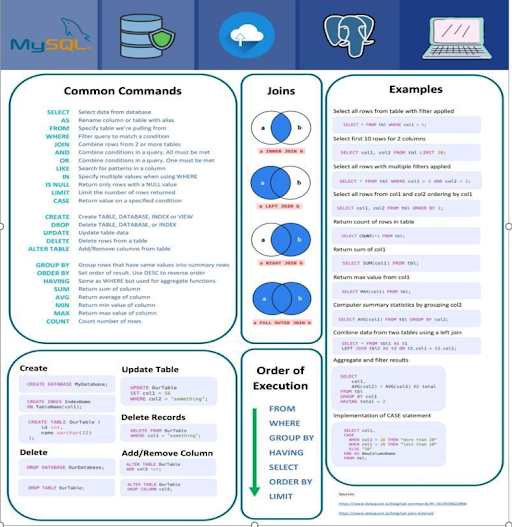 MySQL
Common Commands
SELECT Select data from database
AS Rename column or table with alias
FROM Specify table we're pulling from
WHERE Filter query to match a condition
JOIN Combine rows from 2 or more tables
AND Combine conditions in a query. All must be met
OR Combine conditions in a query. One must be met
LIKE Search for patterns in a column
IN Specify multiple values when using WHERE
IS NULL Return only rows with a NULL value
LIMIT Limit the number of rows returned
CASE Return value on a specified condition
CREATE Create TABLE, DATABASE, INDEX or VIEW
DROP Delete TABLE, DATABASE, or INDEX
UPDATE Update table data
DELETE Delete rows from a table
ALTER TABLE Add/Remove columns from table
GROUP BY Group rows that have same values into summary rows
ORDER BY Set order of result. Use DESC to reverse order
HAVING Same as WHERE but used for aggregate functions
SUM Return sum of column
AVG Return average of column
MIN Return min value of column
MAX Return max value of column
COUNT Count number of rows
Joins
a b
a INNER JOIN b
a b
a LEFT JOIN b
a b
a RIGHT JOIN b
a b
a FULL OUTER JOIN b
Examples
Select all rows from table with filter applied
SELECT * FROM tbl WHERE col1 > 5;
Select first 10 rows for 2 columns
SELECT col1, col2 FROM tbl LIMIT 10;
Select all rows with multiple filters applied
SELECT * FROM tbl WHERE col1 > 5 AND col2 < 2;
Select all rows from col1 and col2 ordering by col1
SELECT col1, col2 FROM tbl ORDER BY 1;
Return count of rows in table
SELECT COUNT(*) FROM tbl;
Return sum of col1
SELECT SUM(col1) FROM tbl;
Return max value from col1
SELECT MAX(col1) FROM tbl;
Computer summary statistics by grouping col2
SELECT AVG(col1) FROM tbl GROUP BY col2;
Combine data from two tables using a left join
SELECT * FROM tbl1 AS t1
LEFT JOIN tbl2 AS t2 ON t2.col1 = t1.col1;
Aggregate and filter results
SELECT
col1,
AVG(col2) AVG(col3) AS total
FROM tbl
GROUP BY col1
HAVING total > 2
Implementation of CASE statement
SELECT col1,
CASE
WHEN col1 > 10 THEN "more than 10"
WHEN col1 < 10 THEN "less than 10"
ELSE "10"
END AS NewColumnName
FROM tbl;
Sources:
Create
CREATE DATABASE MyDatabase;
CREATE INDEX IndexName
ON TableName(col1);
CREATE TABLE OurTable (
id int,
name varchar(12)
);
Delete
DROP DATABASE OurDatabase;
DROP TABLE OurTable;
Update Table
UPDATE OurTable
SET col1 = 56
WHERE col2 = "something";
Delete Records
DELETE FROM OurTable
WHERE col1 = "something";
Add/Remove Column
ALTER TABLE OurTable
ADD col5 int;
ALTER TABLE OurTable
DROP COLUMN col5;
Order of
Execution
FROM
WHERE
GROUP BY
HAVING
SELECT
ORDER BY
LIMIT